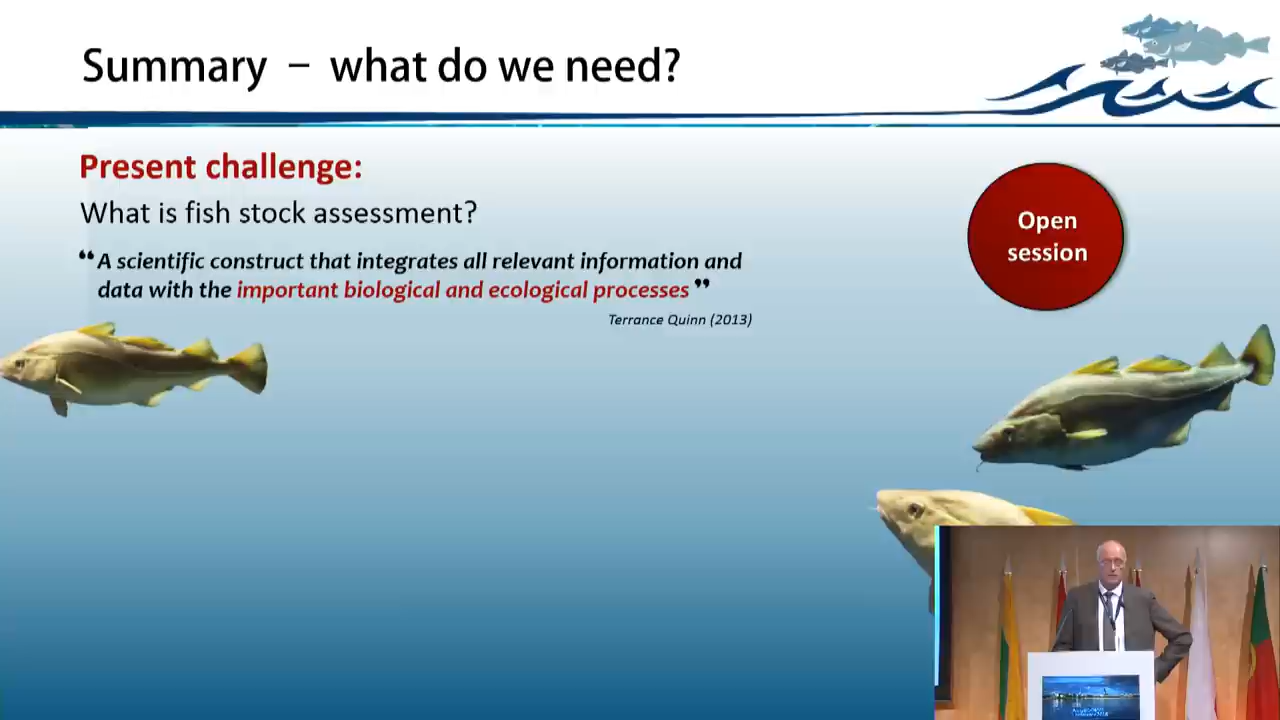 Summary – what do we need?
Present challenge:
What is fish stock assessment?
“A scientific construct that integrates all relevant information and
data with the important biological and ecological processes”
Terrance Quinn (2013)
Open
session